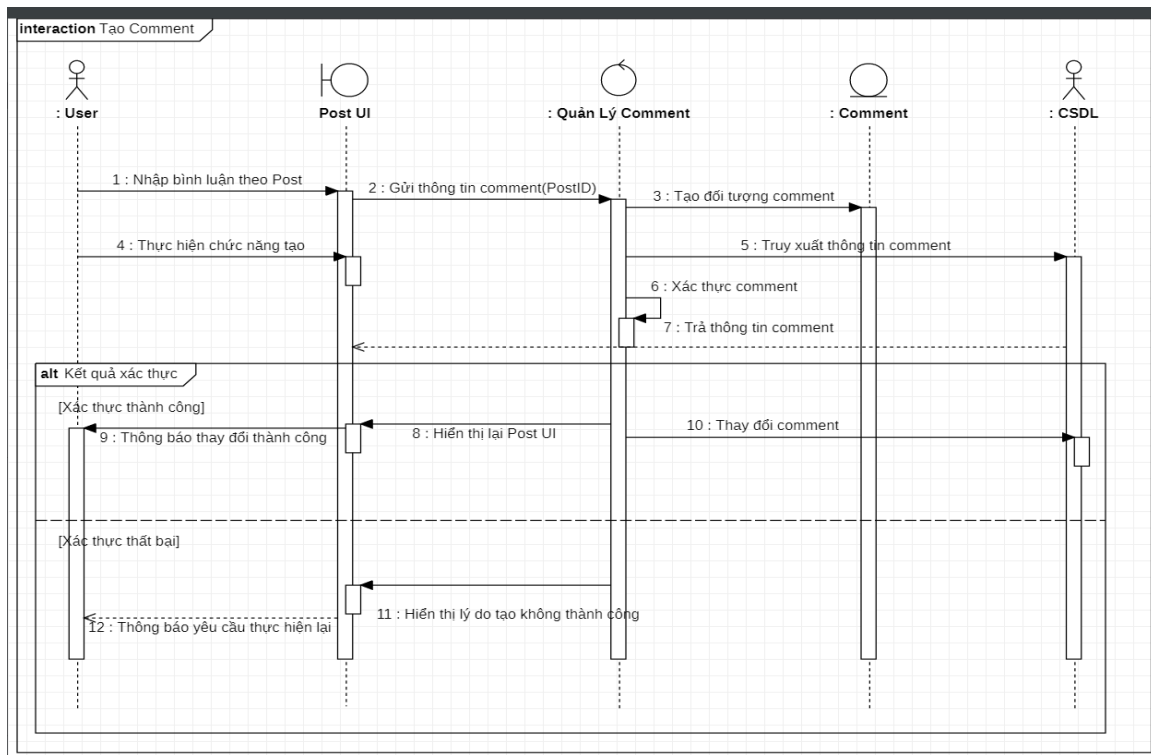 interaction Tạo Comment
: User
Post UI
: Quản Lý Comment
: Comment
: CSDL
1 : Nhập bình luận theo Post
2 : Gửi thông tin comment(PostID)
3 : Tạo đối tượng comment
4 : Thực hiện chức năng tạo
5 : Truy xuất thông tin comment
6 : Xác thực comment
7 : Trả thông tin comment
alt Kết quả xác thực
[Xác thực thành công]
9 : Thông báo thay đổi thành công
8 : Hiển thị lại Post UI
10 : Thay đổi comment
[Xác thực thất bại]
11 : Hiển thị lý do tạo không thành công
12 : Thông báo yêu cầu thực hiện lại